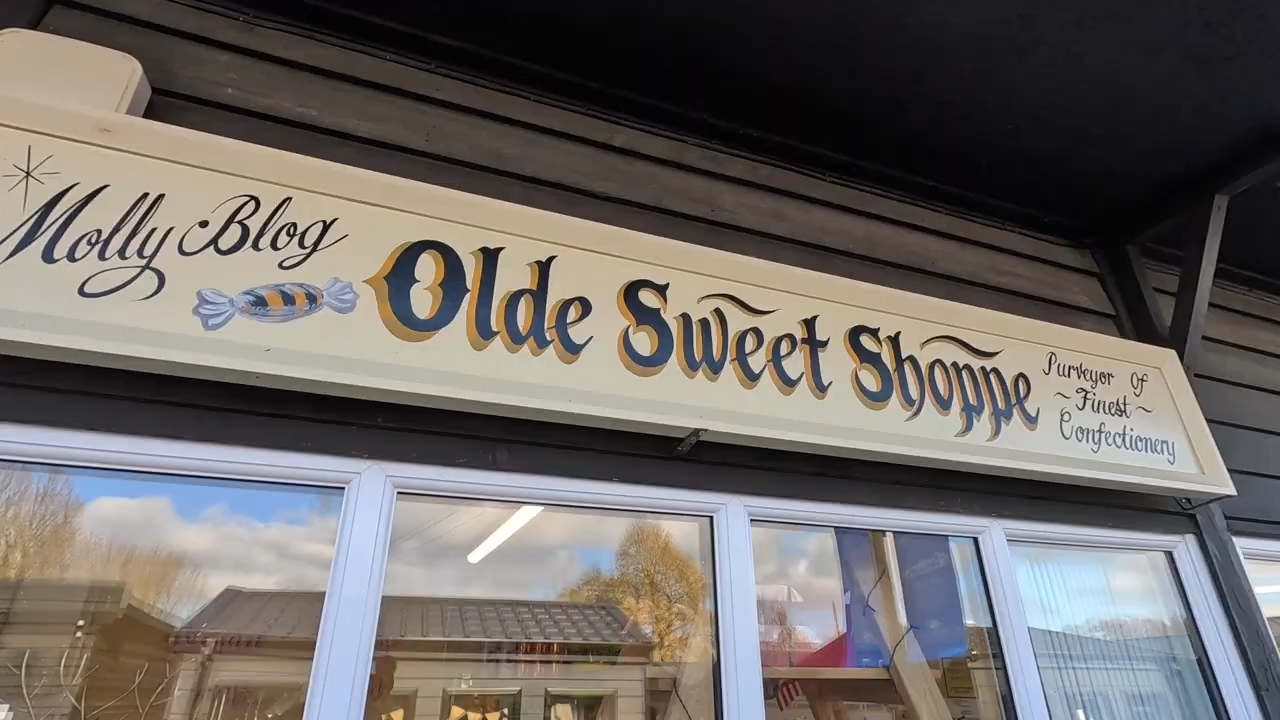 Molly Blog
Olde Sweet Shoppe
Purveyor Of
~ Finest ~
Confectionery